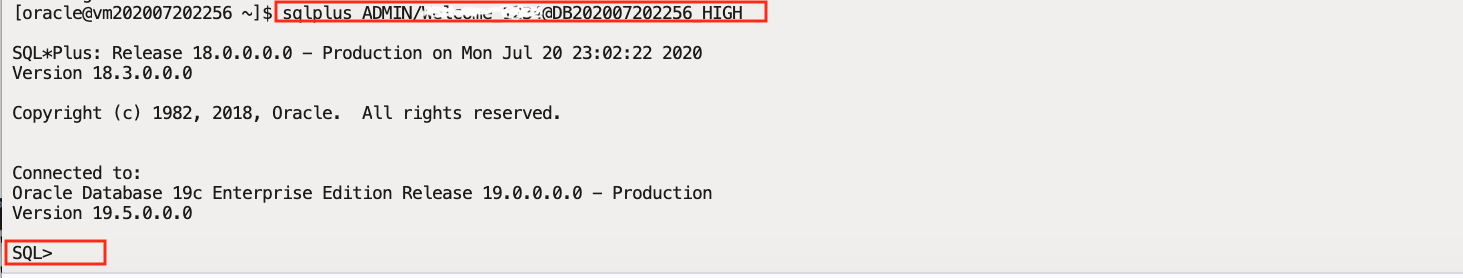 [oracle@vm202007202256 ~]$ sqlplus ADMIN/ @DB202007202256 HIGH
SQL*Plus: Release 18.0.0.0.0 – Production on Mon Jul 20 23:02:22 2020
Version 18.3.0.0.0
Copyright (c) 1982, 2018, Oracle.  All rights reserved.
Connected to:
Oracle Database 19c Enterprise Edition Release 19.0.0.0.0 – Production
Version 19.5.0.0.0
SQL>